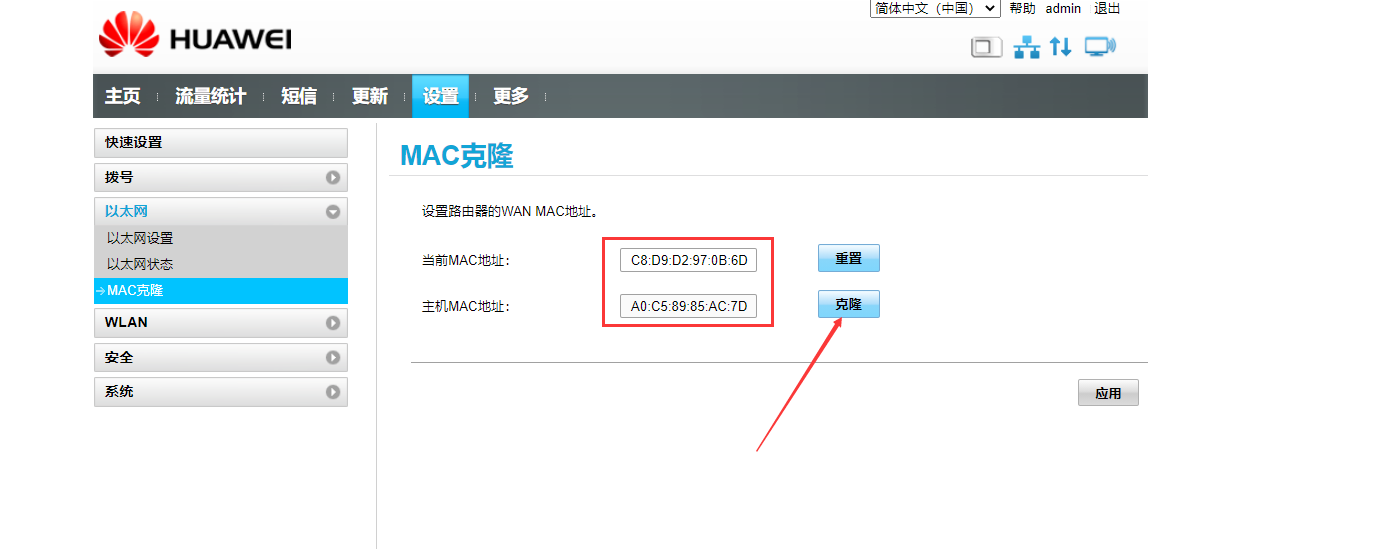 简体中文（中国） 帮助 admin 退出
HUAWEI
主页 流量统计 短信 更新 设置 更多
快速设置
拨号
以太网
以太网设置
以太网状态
MAC克隆
WLAN
安全
系统
MAC克隆
设置路由器的WAN MAC地址。
当前MAC地址： C8:D9:D2:97:0B:6D 重置
主机MAC地址： A0:C5:89:85:AC:7D 克隆
应用